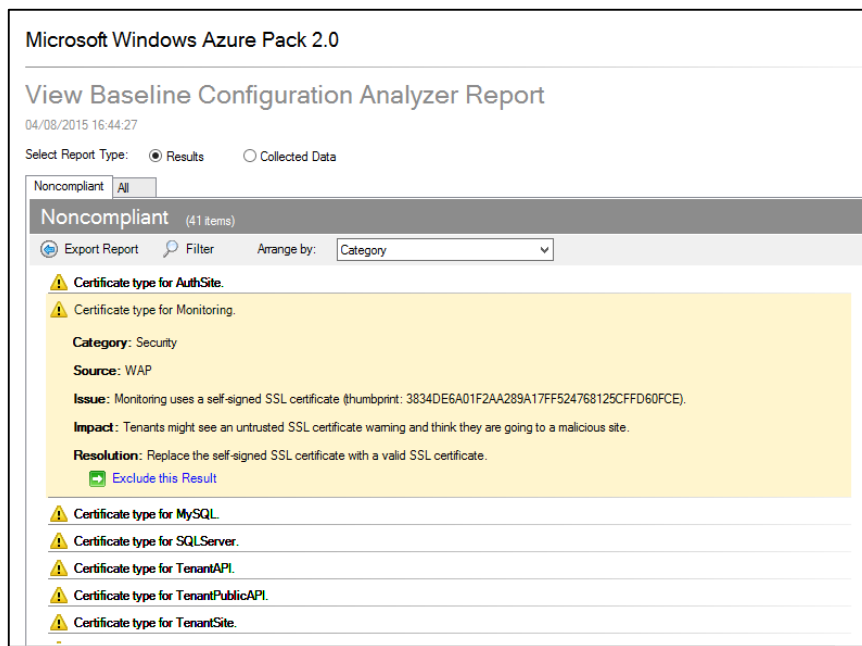 Microsoft Windows Azure Pack 2.0
View Baseline Configuration Analyzer Report
04/08/2015 16:44:27
Select Report Type: Results Collected Data
Noncompliant All
Noncompliant (41 items)
Export Report Filter Arrange by: Category
Certificate type for AuthSite.
Certificate type for Monitoring.
Category: Security
Source: WAP
Issue: Monitoring uses a self-signed SSL certificate (thumbprint: 3834DE6A01F2AA289A17FF524768125CFFD60FCE).
Impact: Tenants might see an untrusted SSL certificate warning and think they are going to a malicious site.
Resolution: Replace the self-signed SSL certificate with a valid SSL certificate.
Exclude this Result
Certificate type for MySQL.
Certificate type for SQLServer.
Certificate type for TenantAPI.
Certificate type for TenantPublicAPI.
Certificate type for TenantSite.